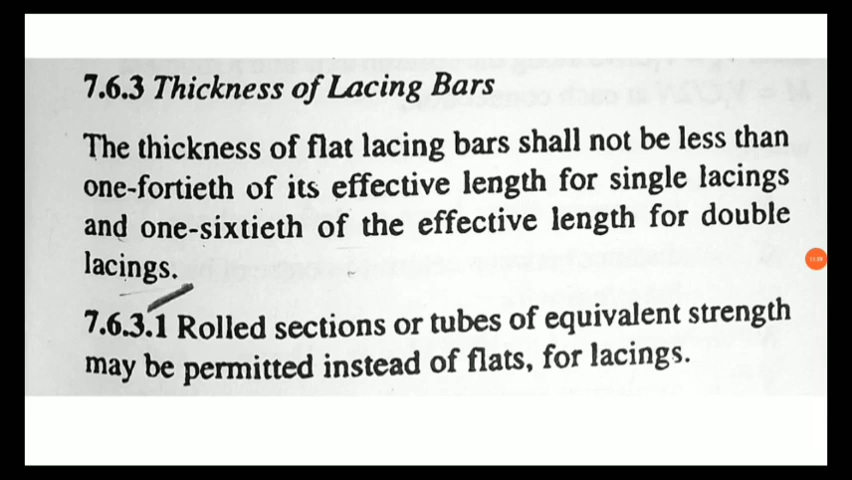 7.6.3 Thickness of Lacing Bars
The thickness of flat lacing bars shall not be less than
one-fortieth of its effective length for single lacings
and one-sixtieth of the effective length for double
lacings.
7.6.3.1 Rolled sections or tubes of equivalent strength
may be permitted instead of flats, for lacings.